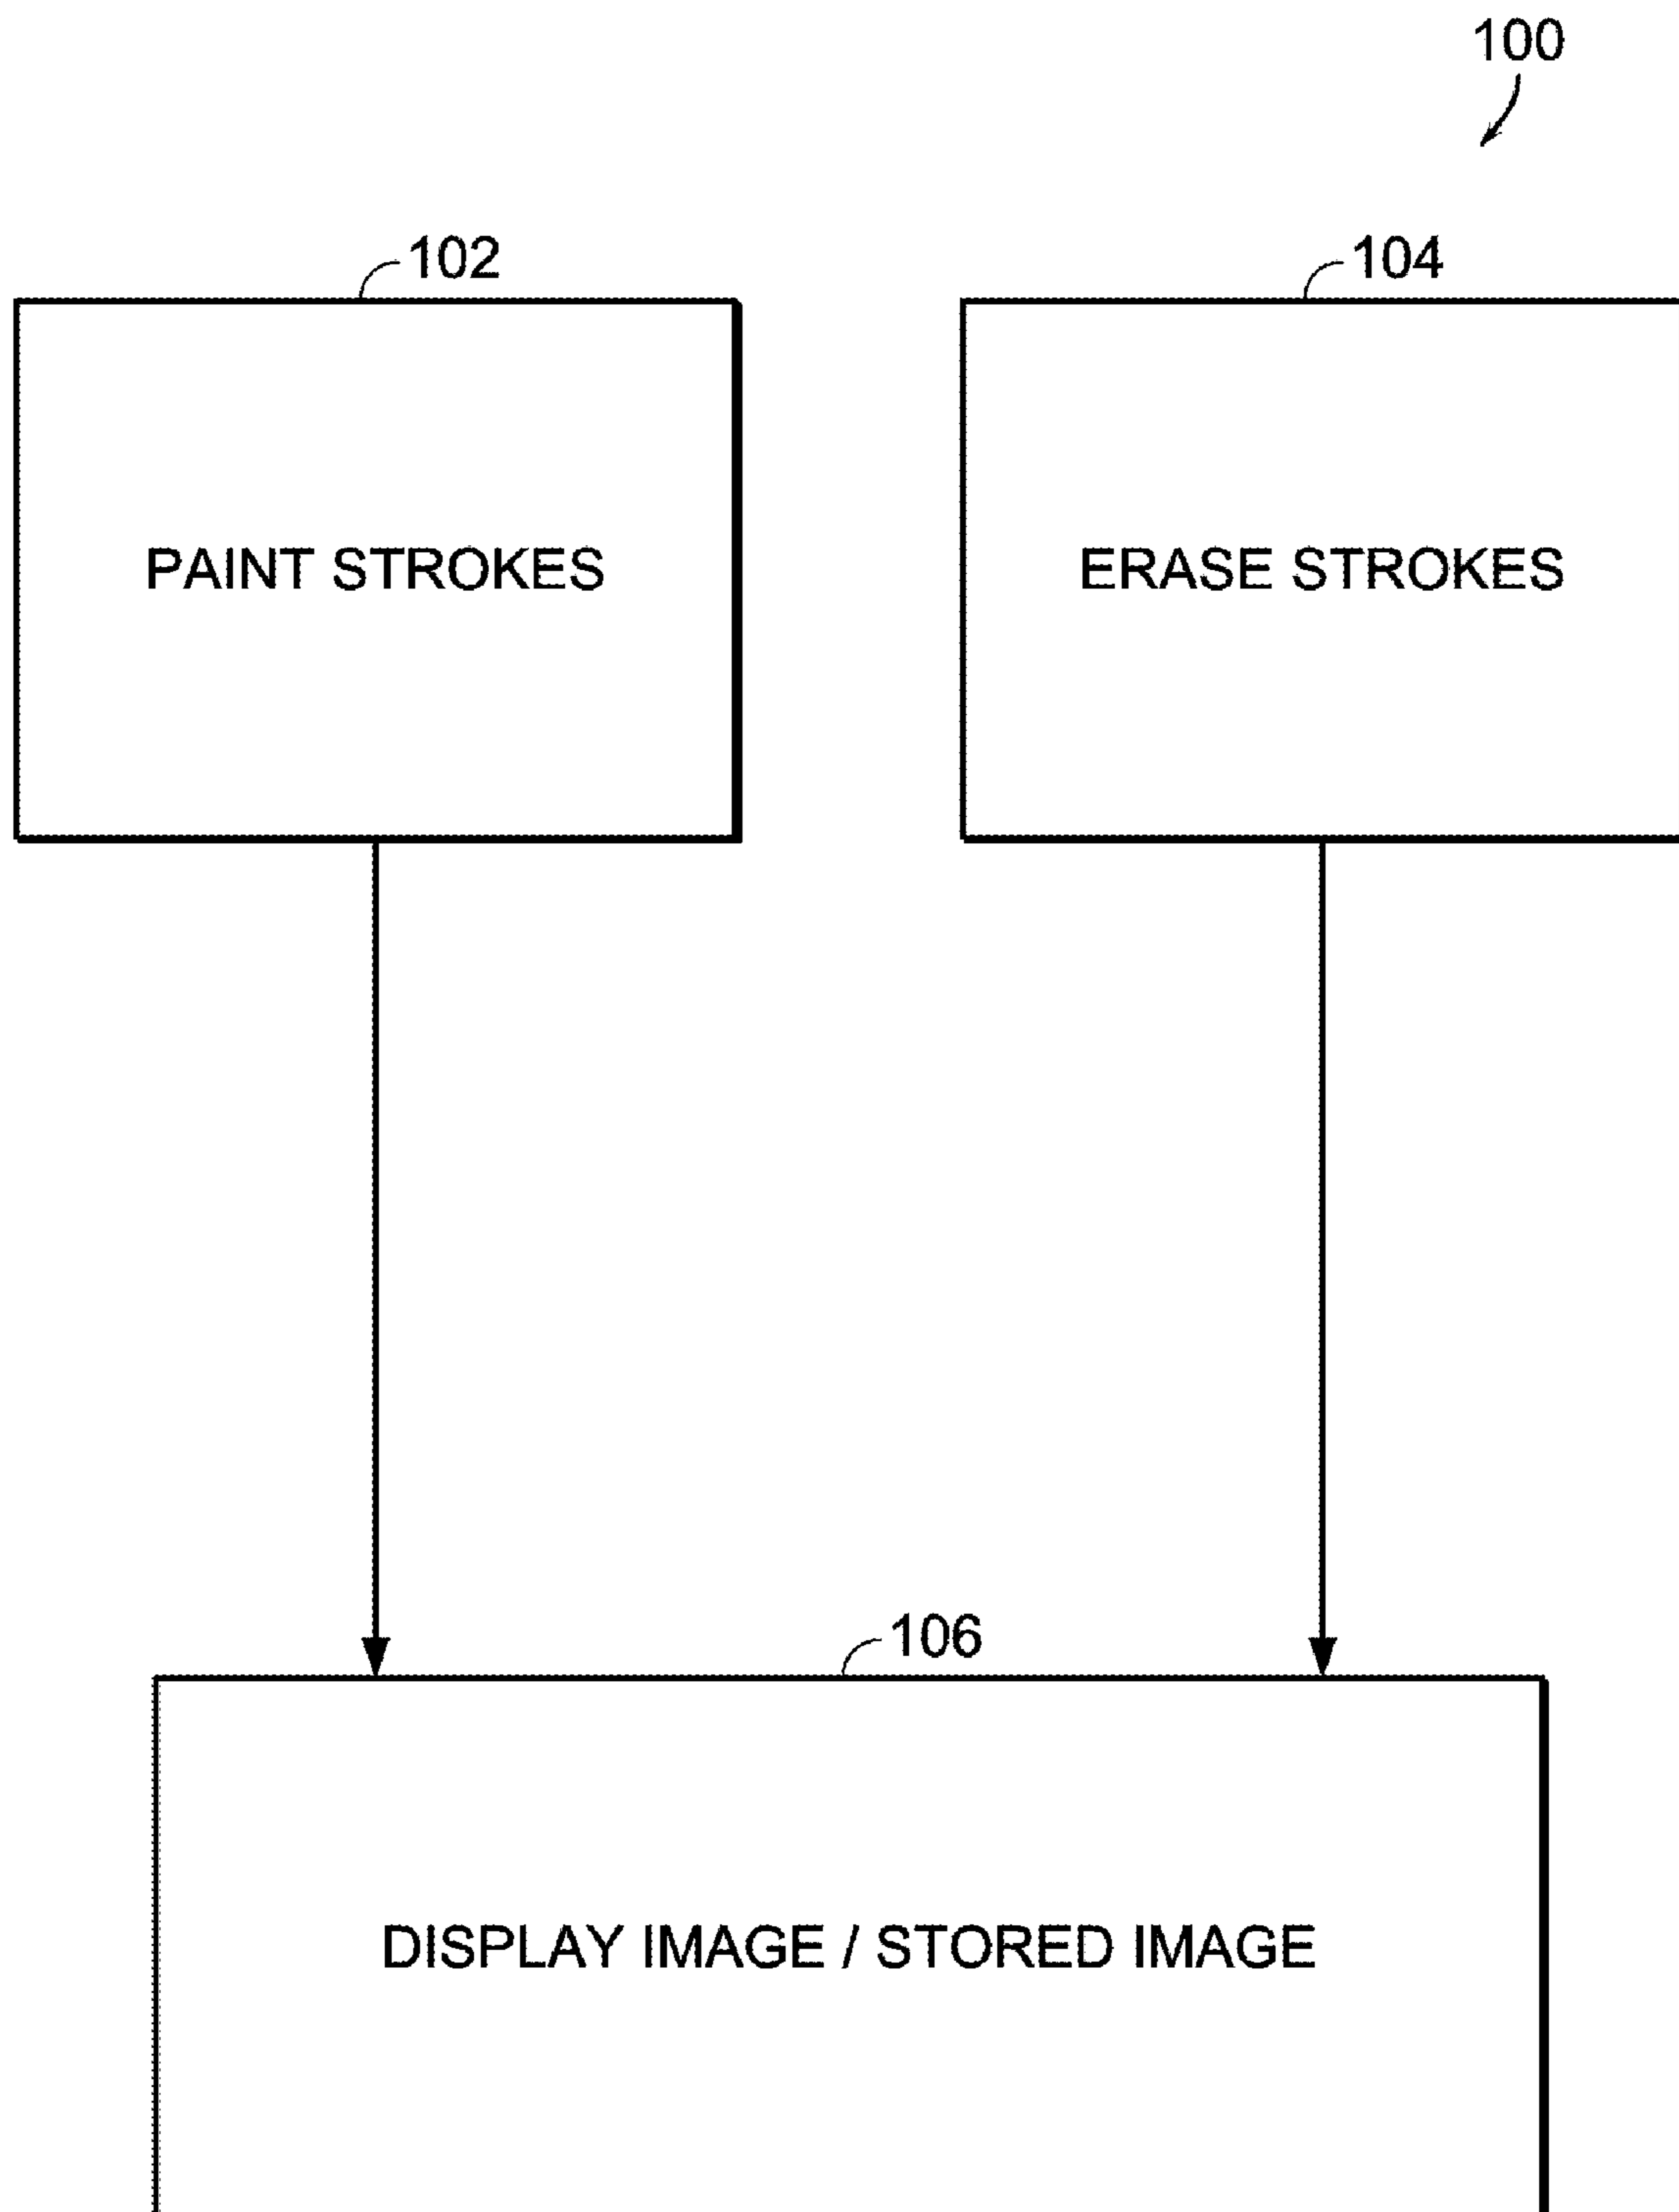 100
102
104
PAINT STROKES
ERASE STROKES
106
DISPLAY IMAGE / STORED IMAGE